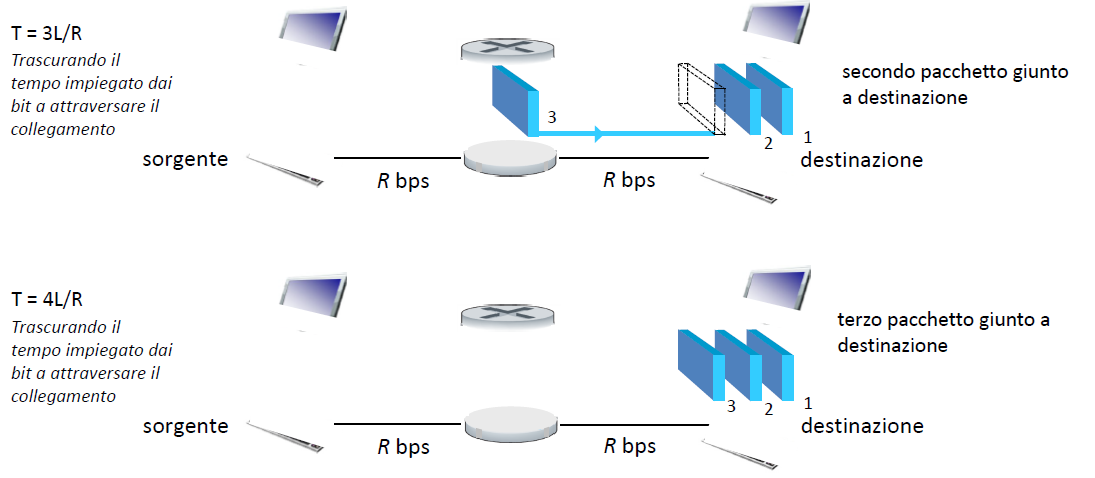 T = 3L/R
Trascurando il
tempo impiegato dai
bit a attraversare il
collegamento
sorgente
R bps
3
R bps
2
1
secondo pacchetto giunto
a destinazione
destinazione
T = 4L/R
Trascurando il
tempo impiegato dai
bit a attraversare il
collegamento
sorgente
R bps
R bps
3
2
1
terzo pacchetto giunto a
destinazione
destinazione